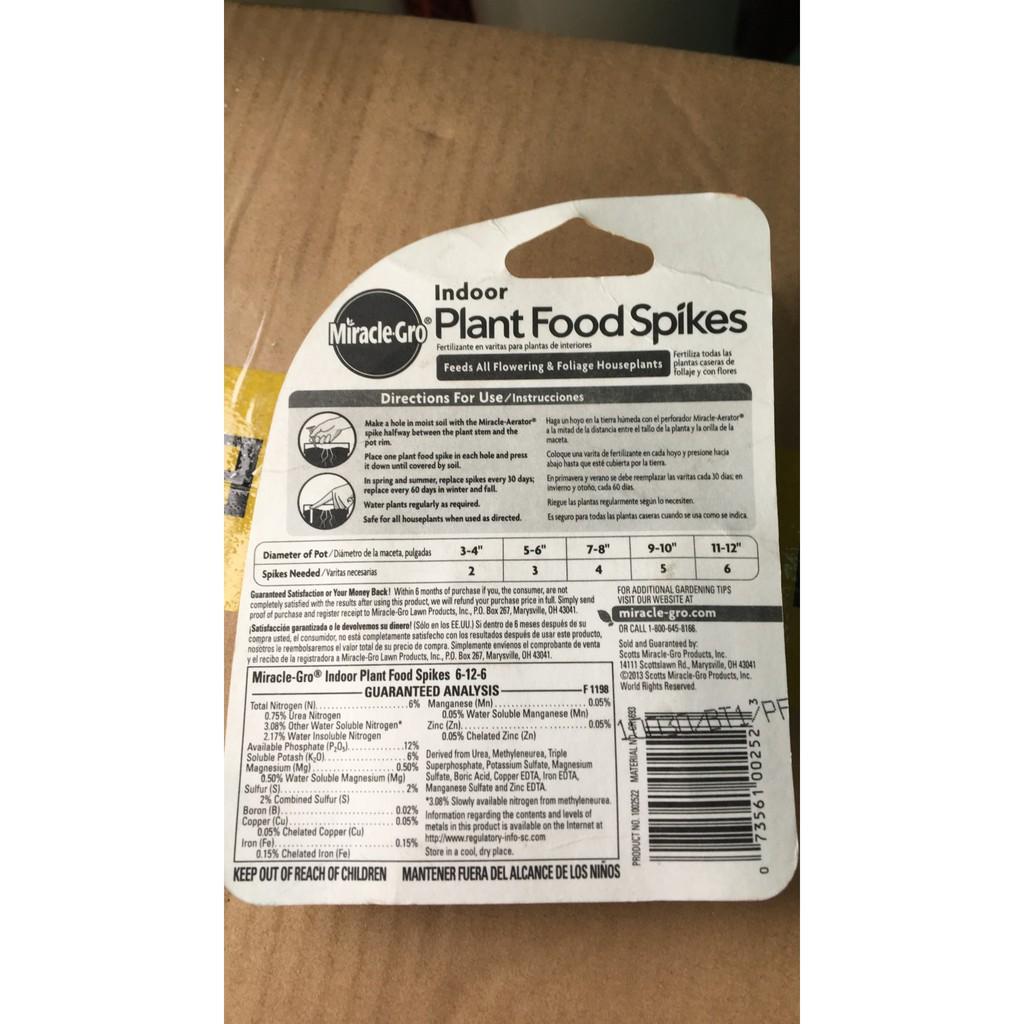 Indoor
Miracle-Gro® Plant Food Spikes
Fertilizante en varitas para plantas de interiores
Feeds All Flowering & Foliage Houseplants
Fertiliza todas las
plantas caseras de
follaje y con flores
Directions For Use/Instrucciones
Make a hole in moist soil with the Miracle-Aerator®
spike halfway between the plant stem and the
pot rim.
Place one plant food spike in each hole and press
it down until covered by soil.
In spring and summer, replace spikes every 30 days;
replace every 60 days in winter and fall.
Water plants regularly as required.
Safe for all houseplants when used as directed.
Haga un hoyo en la tierra húmeda con el perforador Miracle-Aerator®
a la mitad de la distancia entre el tallo de la planta y la orilla de la
maceta.
Coloque una varita de fertilizante en cada hoyo y presione hacia
abajo hasta que esté cubierta por la tierra.
En primavera y verano se debe reemplazar las varitas cada 30 días; en
invierno y otoño, cada 60 días.
Riegue las plantas regularmente según lo necesiten.
Es seguro para todas las plantas caseras cuando se usa como se indica.
Diameter of Pot/Diámetro de la maceta, pulgadas 3-4" 5-6" 7-8" 9-10" 11-12"
Spikes Needed/Varitas necesarias 2 3 4 5 6
Guaranteed Satisfaction or Your Money Back! Within 6 months of purchase if you, the consumer, are not
completely satisfied with the results after using this product, we will refund your purchase price in full. Simply send
proof of purchase and register receipt to Miracle-Gro Lawn Products, Inc., P.O. Box 267, Marysville, OH 43041.
¡Satisfacción garantizada o le devolvemos su dinero! (Sólo en los EE.UU.) Si dentro de 6 meses después de su
compra usted, el consumidor, no está completamente satisfecho con los resultados después de usar este producto,
nosotros le reembolsaremos el valor total de su precio de compra. Simplemente envíenos el comprobante de venta
y el recibo de la registradora a Miracle-Gro Lawn Products, Inc., P.O. Box 267, Marysville, OH 43041.
FOR ADDITIONAL GARDENING TIPS
VISIT OUR WEBSITE AT
miracle-gro.com
OR CALL 1-800-645-8166.
Sold and Guaranteed by:
Scotts Miracle-Gro Products, Inc.
14111 Scottslawn Rd., Marysville, OH 43041
©2013 Scotts Miracle-Gro Products, Inc.
World Rights Reserved.
Miracle-Gro® Indoor Plant Food Spikes 6-12-6
GUARANTEED ANALYSIS F1198
Total Nitrogen (N) 6%
0.75% Urea Nitrogen
3.08% Other Water Soluble Nitrogen*
2.17% Water Insoluble Nitrogen
Available Phosphate (P₂O₅) 12%
Soluble Potash (K₂O) 6%
Magnesium (Mg) 0.50%
0.50% Water Soluble Magnesium (Mg)
Sulfur (S) 2%
2% Combined Sulfur (S)
Boron (B) 0.02%
Copper (Cu) 0.05%
0.05% Chelated Copper (Cu)
Iron (Fe) 0.15%
0.15% Chelated Iron (Fe)
Manganese (Mn) 0.05%
0.05% Water Soluble Manganese (Mn)
Zinc (Zn) 0.05%
0.05% Chelated Zinc (Zn)
Derived from Urea, Methyleneurea, Triple
Superphosphate, Potassium Sulfate, Magnesium
Sulfate, Boric Acid, Copper EDTA, Iron EDTA,
Manganese Sulfate and Zinc EDTA.
*3.08% Slowly available nitrogen from methyleneurea.
Information regarding the contents and levels of
metals in this product is available on the Internet at
http://www.regulatory-info-sc.com
Store in a cool, dry place.
KEEP OUT OF REACH OF CHILDREN MANTENER FUERA DEL ALCANCE DE LOS NIÑOS
PRODUCT NO. 1002522 MATERIAL NO.
0 73561 00252 3